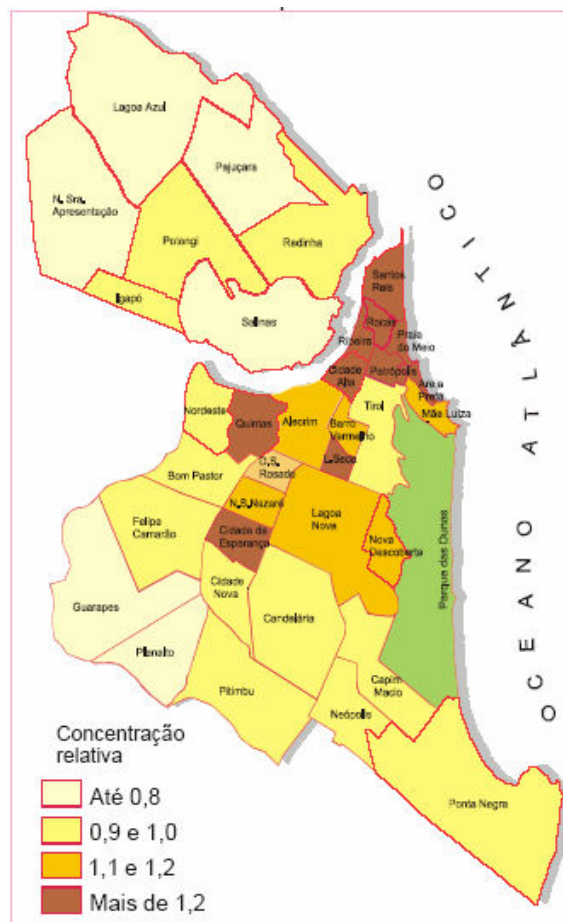 Lagoa Azul
Pajuçara
N. Sra.
Apresentação
Potengi
Redinha
Igapó
Salinas
OCEANO ATLÂNTICO
Santos
Reis
Rocas
Ribeira
Praia
do Meio
Cidade
Alta
Petrópolis
Areia
Preta
Mãe Luiza
Tirol
Nordeste
Quintas
Alecrim
Barro
Vermelho
L.Seca
D.S.
Rosado
Bom Pastor
N.S.Nazaré
Lagoa
Nova
Nova
Descoberta
Parque das Dunas
Felipe
Camarão
Cidade da
Esperança
Cidade
Nova
Guarapes
Candelária
Planalto
Pitimbu
Capim
Macio
Neópolis
Ponta Negra
Concentração
relativa
Até 0,8
0,9 e 1,0
1,1 e 1,2
Mais de 1,2